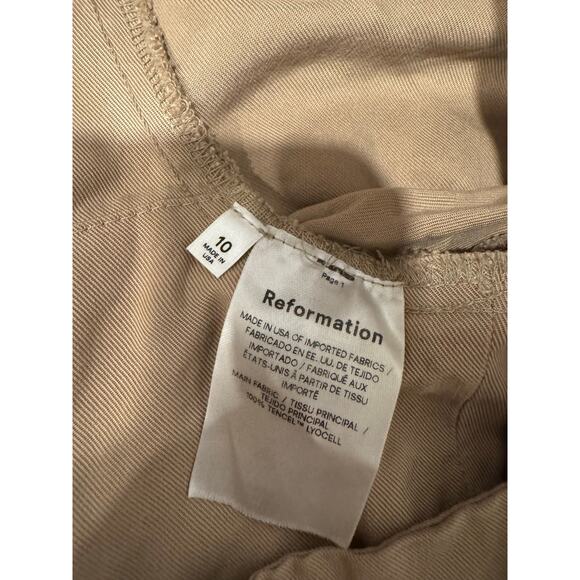 10
MADE IN
USA
Page 1
Reformation
MADE IN USA OF IMPORTED FABRICS /
FABRICADO EN EE. UU. DE TEJIDO
IMPORTADO / FABRIQUÉ AUX
ÉTATS-UNIS À PARTIR DE TISSU
IMPORTÉ
MAIN FABRIC / TISSU PRINCIPAL /
TEJIDO PRINCIPAL
100% TENCEL™ LYOCELL